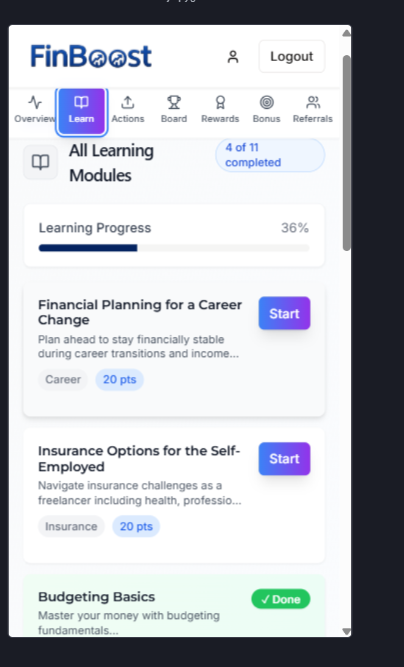 FinBoost
Logout
Overview
Learn
Actions
Board
Rewards
Bonus
Referrals
All Learning
Modules
4 of 11
completed
Learning Progress
36%
Financial Planning for a Career
Change
Start
Plan ahead to stay financially stable
during career transitions and income...
Career
20 pts
Insurance Options for the Self-
Employed
Start
Navigate insurance challenges as a
freelancer including health, professio...
Insurance
20 pts
Budgeting Basics
✓ Done
Master your money with budgeting
fundamentals...